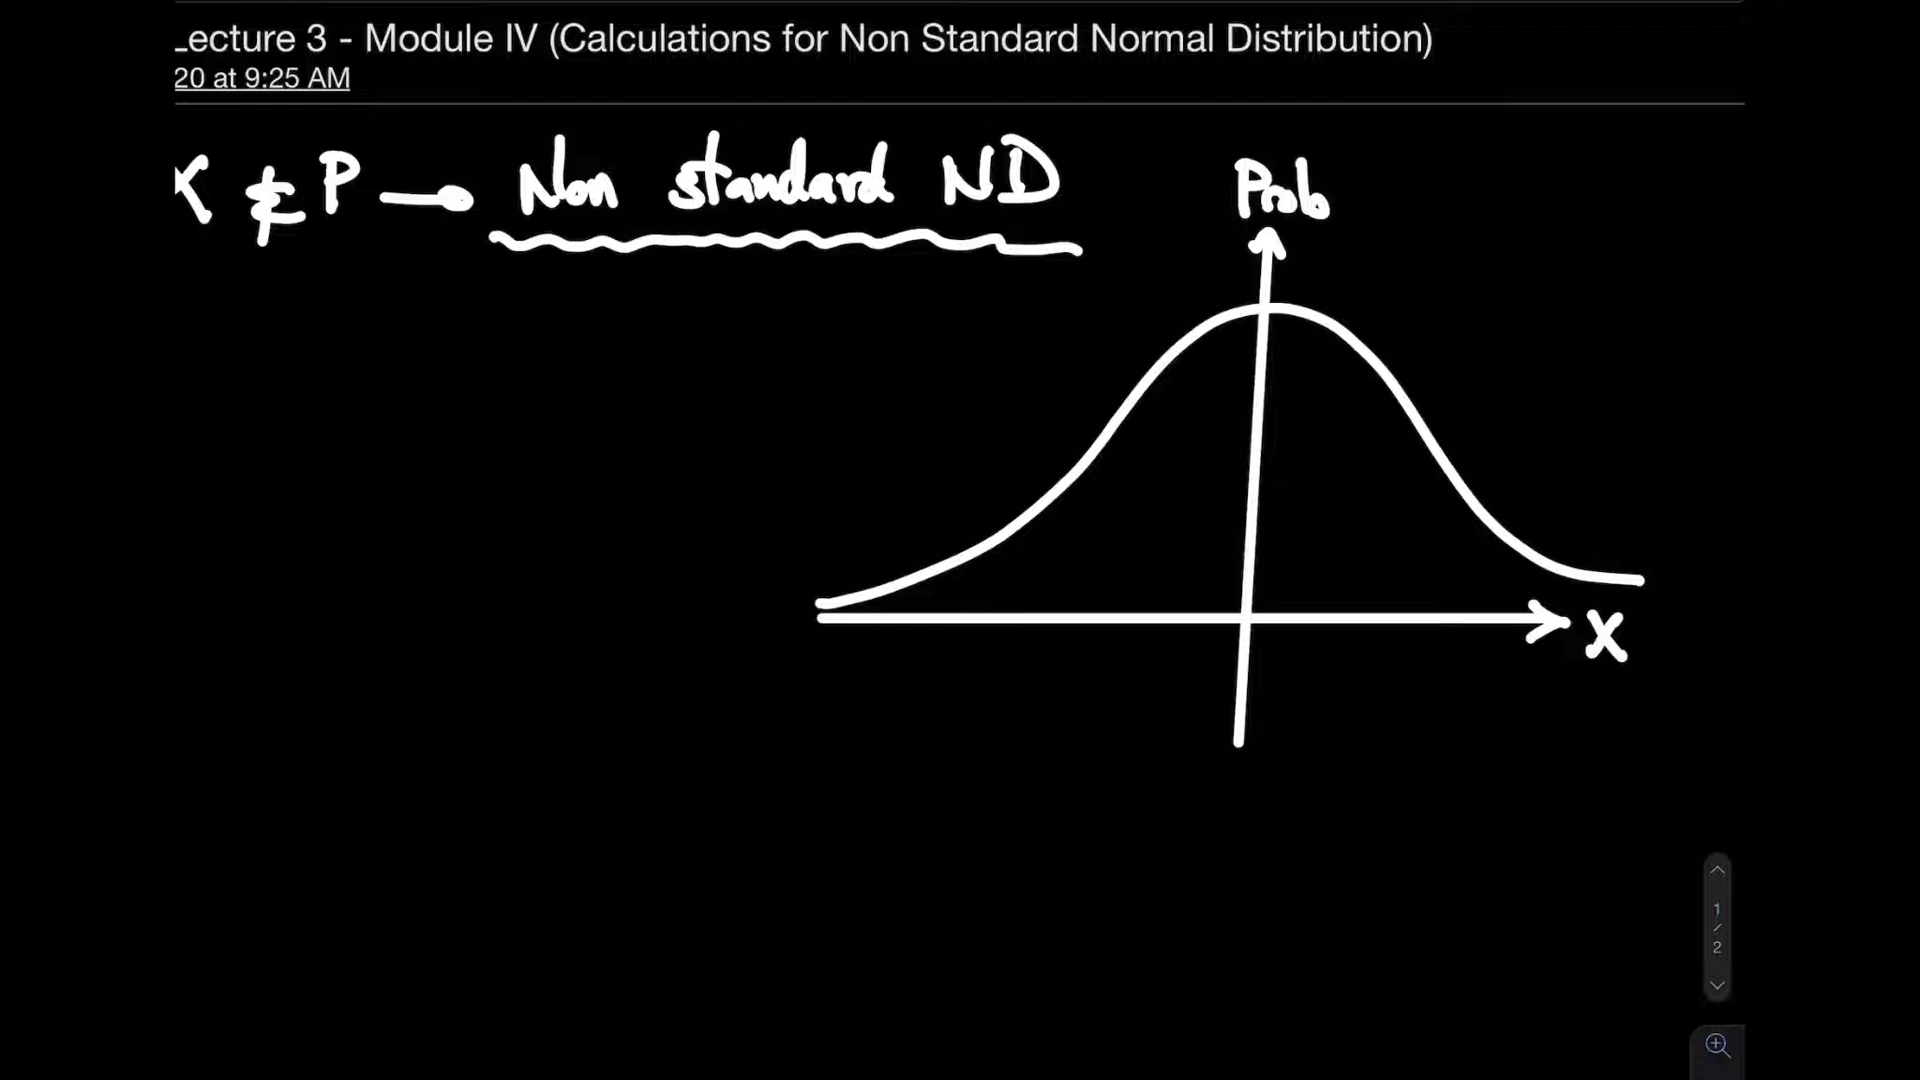 ecture 3 - Module IV (Calculations for Non Standard Normal Distribution)
20 at 9:25 AM
& P → Non standard ND
Prob
X
1
/
2